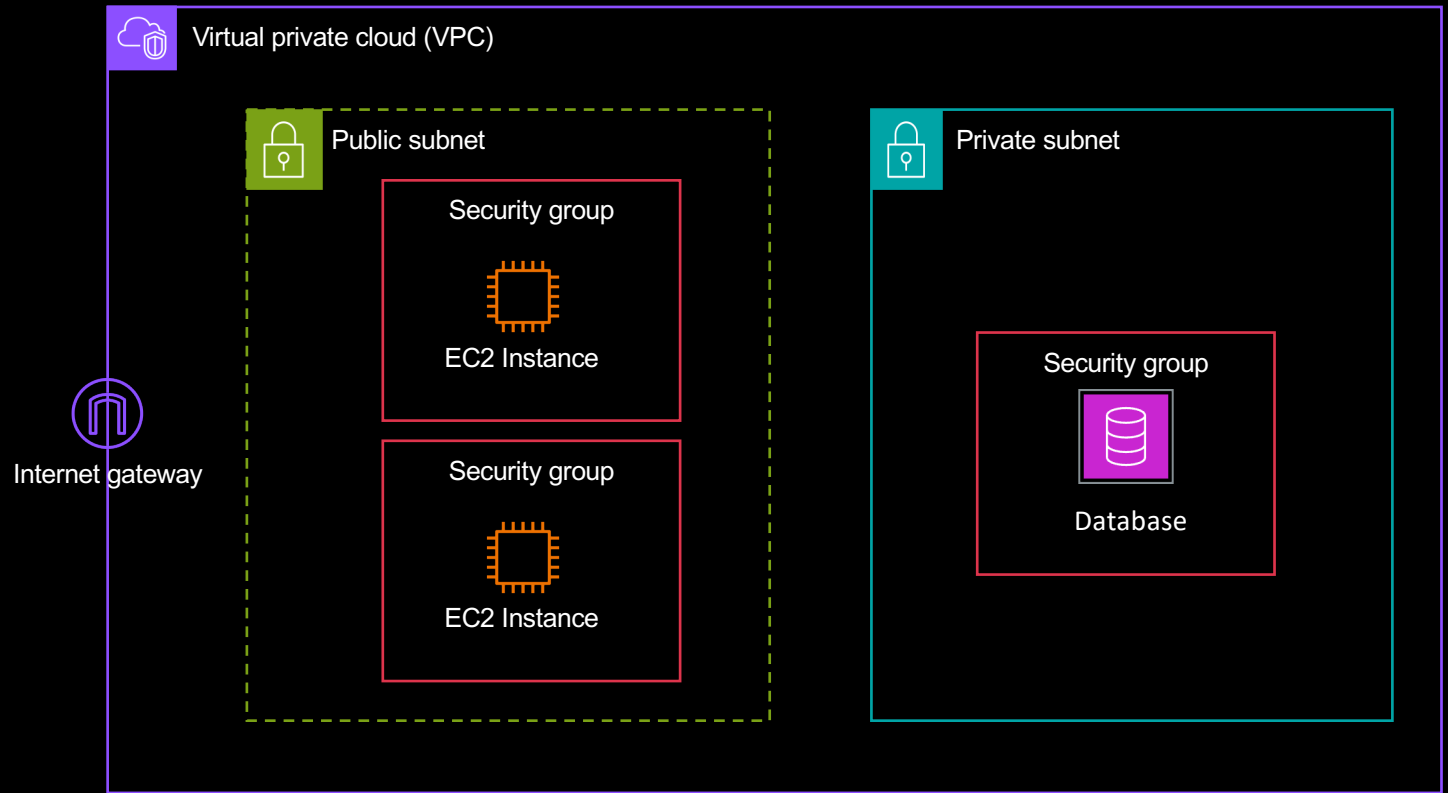 Virtual private cloud (VPC)
Public subnet
Security group
EC2 Instance
Security group
EC2 Instance
Internet gateway
Private subnet
Security group
Database